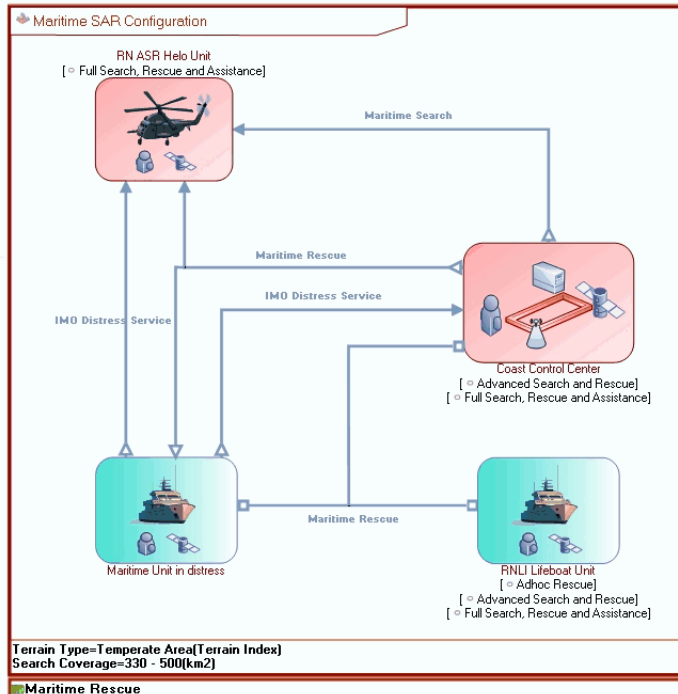 Maritime SAR Configuration
RN ASR Helo Unit
[ ○ Full Search, Rescue and Assistance]
Maritime Search
Maritime Rescue
IMO Distress Service
IMO Distress Service
Coast Control Center
[ ○ Advanced Search and Rescue]
[ ○ Full Search, Rescue and Assistance]
Maritime Rescue
Maritime Unit in distress
RNLI Lifeboat Unit
[ ○ Adhoc Rescue]
[ ○ Advanced Search and Rescue]
[ ○ Full Search, Rescue and Assistance]
Terrain Type=Temperate Area(Terrain Index)
Search Coverage=330 - 500(km2)
Maritime Rescue